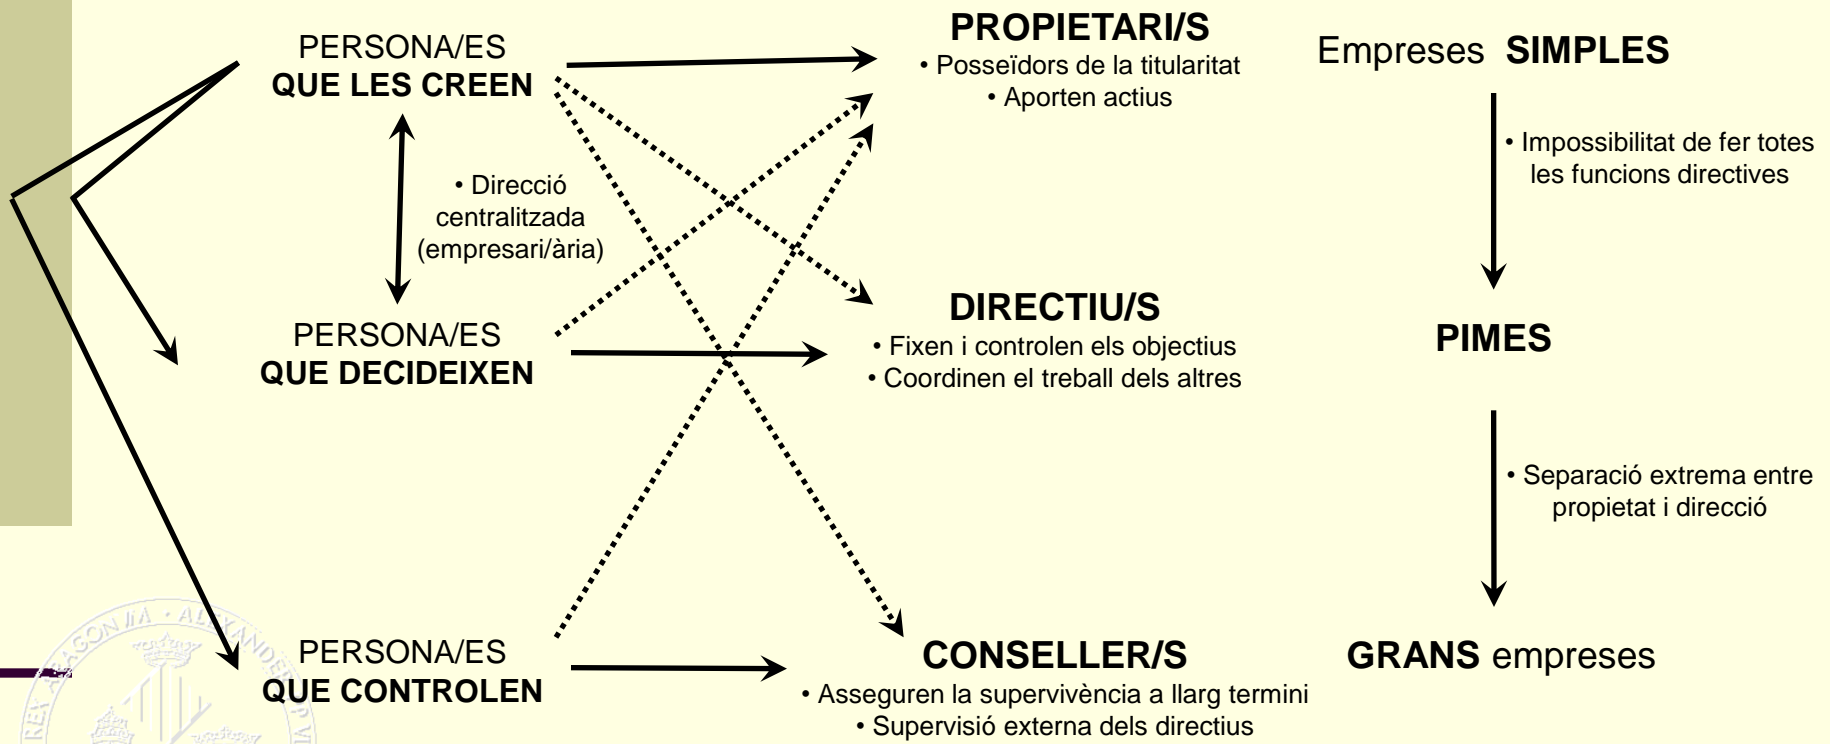 PERSONA/ES
QUE LES CREEN
• Direcció
centralitzada
(empresari/ària)
PERSONA/ES
QUE DECIDEIXEN
PERSONA/ES
QUE CONTROLEN
PROPIETARI/S
• Posseïdors de la titularitat
• Aporten actius
DIRECTIU/S
• Fixen i controlen els objectius
• Coordinen el treball dels altres
CONSELLER/S
• Asseguren la supervivència a llarg termini
• Supervisió externa dels directius
Empreses SIMPLES
• Impossibilitat de fer totes
les funcions directives
PIMES
• Separació extrema entre
propietat i direcció
GRANS empreses
REX ARAGON